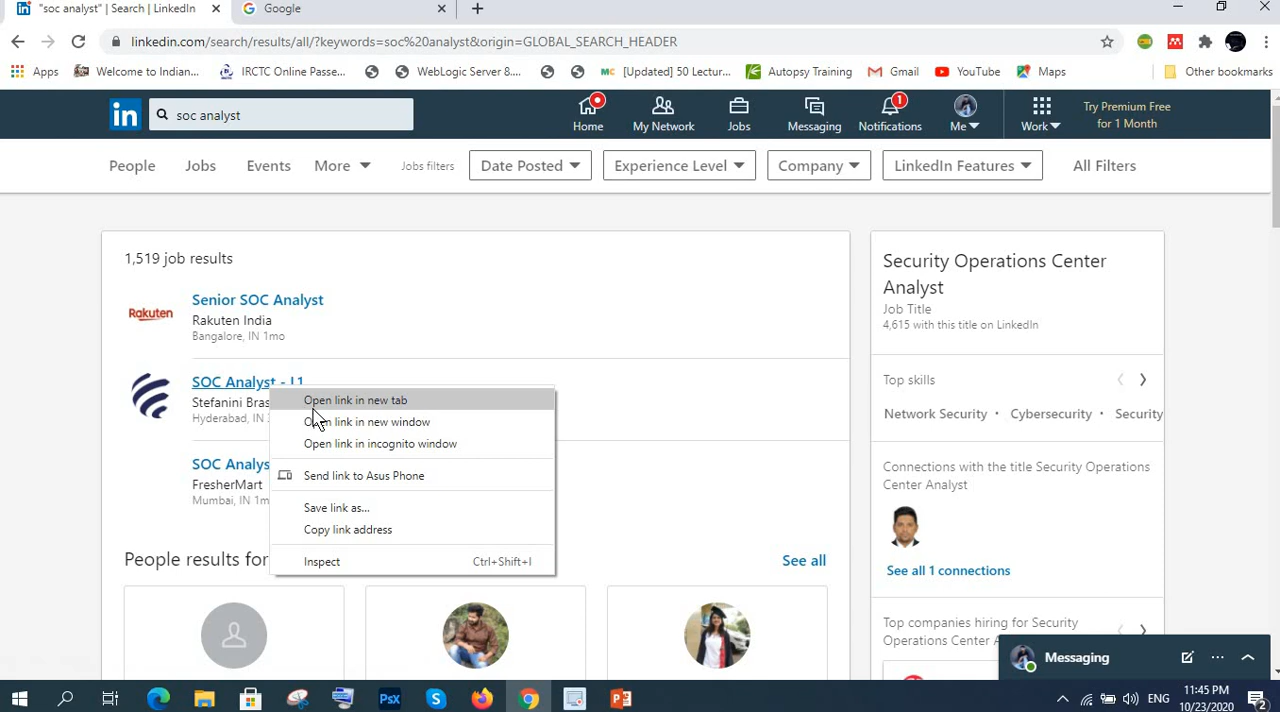 "soc analyst" | Search | LinkedIn
Google
linkedin.com/search/results/all/?keywords=soc%20analyst&origin=GLOBAL_SEARCH_HEADER
Apps
Welcome to Indian...
IRCTC Online Passe...
WebLogic Server &...
MC [Updated] 50 Lectur...
Autopsy Training
Gmail
YouTube
Maps
Other bookmarks
in
soc analyst
Home
My Network
Jobs
Messaging
1
Notifications
Me
Work
Try Premium Free
for 1 Month
People
Jobs
Events
More
Jobs filters
Date Posted
Experience Level
Company
LinkedIn Features
All Filters
1,519 job results
Rakuten
Senior SOC Analyst
Rakuten India
Bangalore, IN 1mo
SOC Analyst - L1
Stefanini Bras
Hyderabad, IN
SOC Analys
FresherMart
Mumbai, IN 1m
Open link in new tab
Open link in new window
Open link in incognito window
Send link to Asus Phone
Save link as...
Copy link address
Inspect Ctrl+Shift+I
People results for
See all
Security Operations Center
Analyst
Job Title
4,615 with this title on LinkedIn
Top skills
Network Security • Cybersecurity • Security
Connections with the title Security Operations
Center Analyst
See all 1 connections
Top companies hiring for Security
Operations Center
Messaging
PsX
ENG
11:45 PM
10/23/2020
2